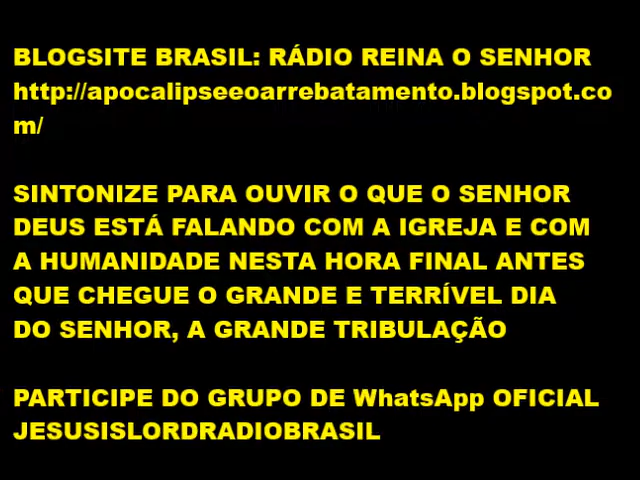 BLOGSITE BRASIL: RÁDIO REINA O SENHOR
http://apocalipseeoarrebatamento.blogspot.co
m/
SINTONIZE PARA OUVIR O QUE O SENHOR
DEUS ESTÁ FALANDO COM A IGREJA E COM
A HUMANIDADE NESTA HORA FINAL ANTES
QUE CHEGUE O GRANDE E TERRÍVEL DIA
DO SENHOR, A GRANDE TRIBULAÇÃO
PARTICIPE DO GRUPO DE WhatsApp OFICIAL
JESUSISLORDRADIOBRASIL